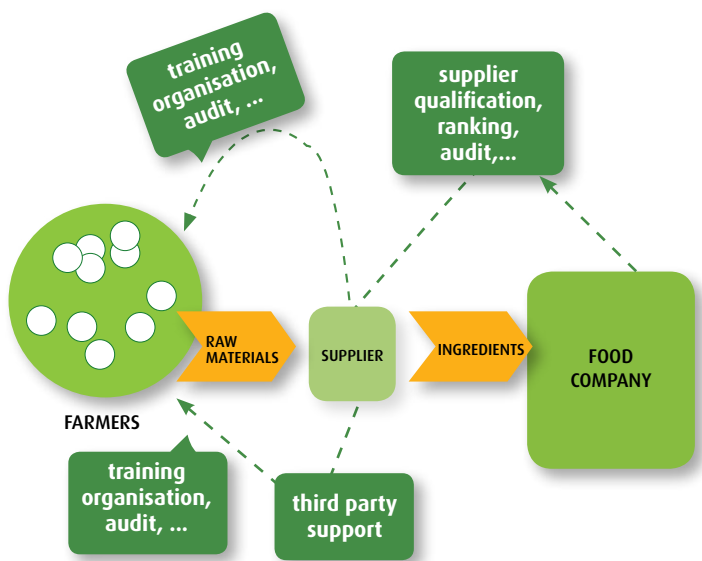 training
organisation,
audit, ...
supplier
qualification,
ranking,
audit,...
RAW
MATERIALS
SUPPLIER
INGREDIENTS
FOOD
COMPANY
FARMERS
training
organisation,
audit, ...
third party
support